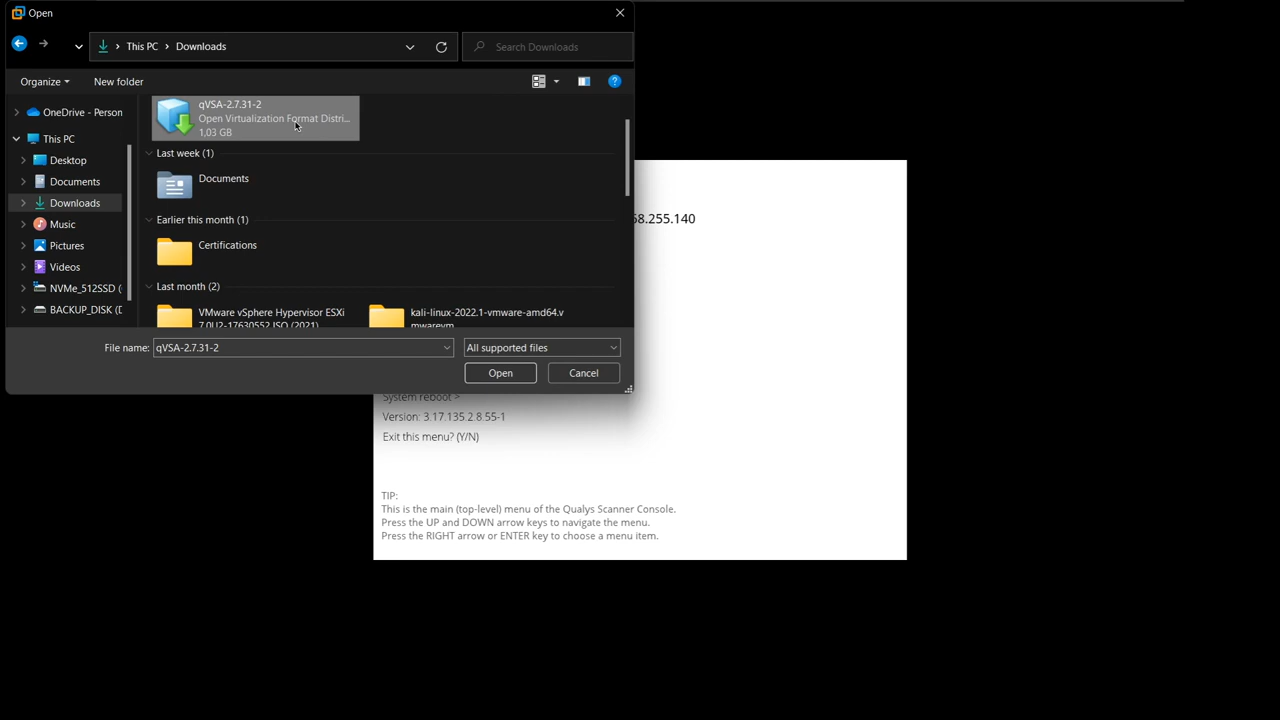 Open
This PC
Downloads
Search Downloads
Organize
New folder
OneDrive - Person
This PC
Desktop
Documents
Downloads
Music
Pictures
Videos
NVMe_512SSD (
BACKUP_DISK (D
qVSA-2.7.31-2
Open Virtualization Format Distri...
1,03 GB
Last week (1)
Documents
Earlier this month (1)
Certifications
Last month (2)
VMware vSphere Hypervisor ESXi
7.0U2-17630552 ISO (2021)
kali-linux-2022.1-vmware-amd64.v
mwarevm
File name:
qVSA-2.7.31-2
All supported files
Open
Cancel
58.255.140
System reboot >
Version: 3.17.135.2.8.55-1
Exit this menu? (Y/N)
TIP:
This is the main (top-level) menu of the Qualys Scanner Console.
Press the UP and DOWN arrow keys to navigate the menu.
Press the RIGHT arrow or ENTER key to choose a menu item.